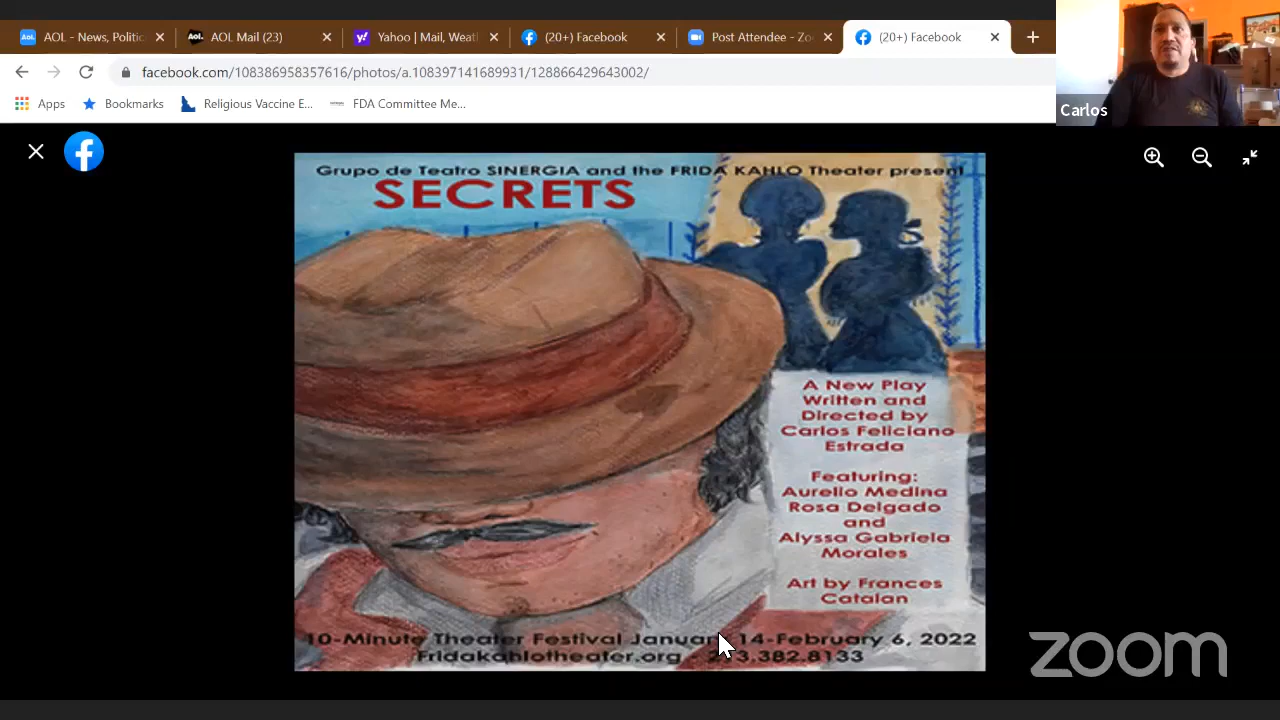 AOL - News, Politic
AOL Mail (23)
Yahoo | Mail, Weat
(20+) Facebook
Post Attendee - Zo
(20+) Facebook
facebook.com/108386958357616/photos/a.108397141689931/128866429643002/
Apps
Bookmarks
Religious Vaccine E...
FDA Committee Me...
Carlos
Grupo de Teatro SINERGIA and the FRIDA KAHLO Theater present
SECRETS
A New Play
Written and
Directed by
Carlos Feliciano
Estrada
Featuring:
Aurelio Medina
Rosa Delgado
and
Alyssa Gabriela
Morales
Art by Frances
Catalan
10-Minute Theater Festival January 14-February 6, 2022
Fridakahlotheater.org 213.382.8133
zoom